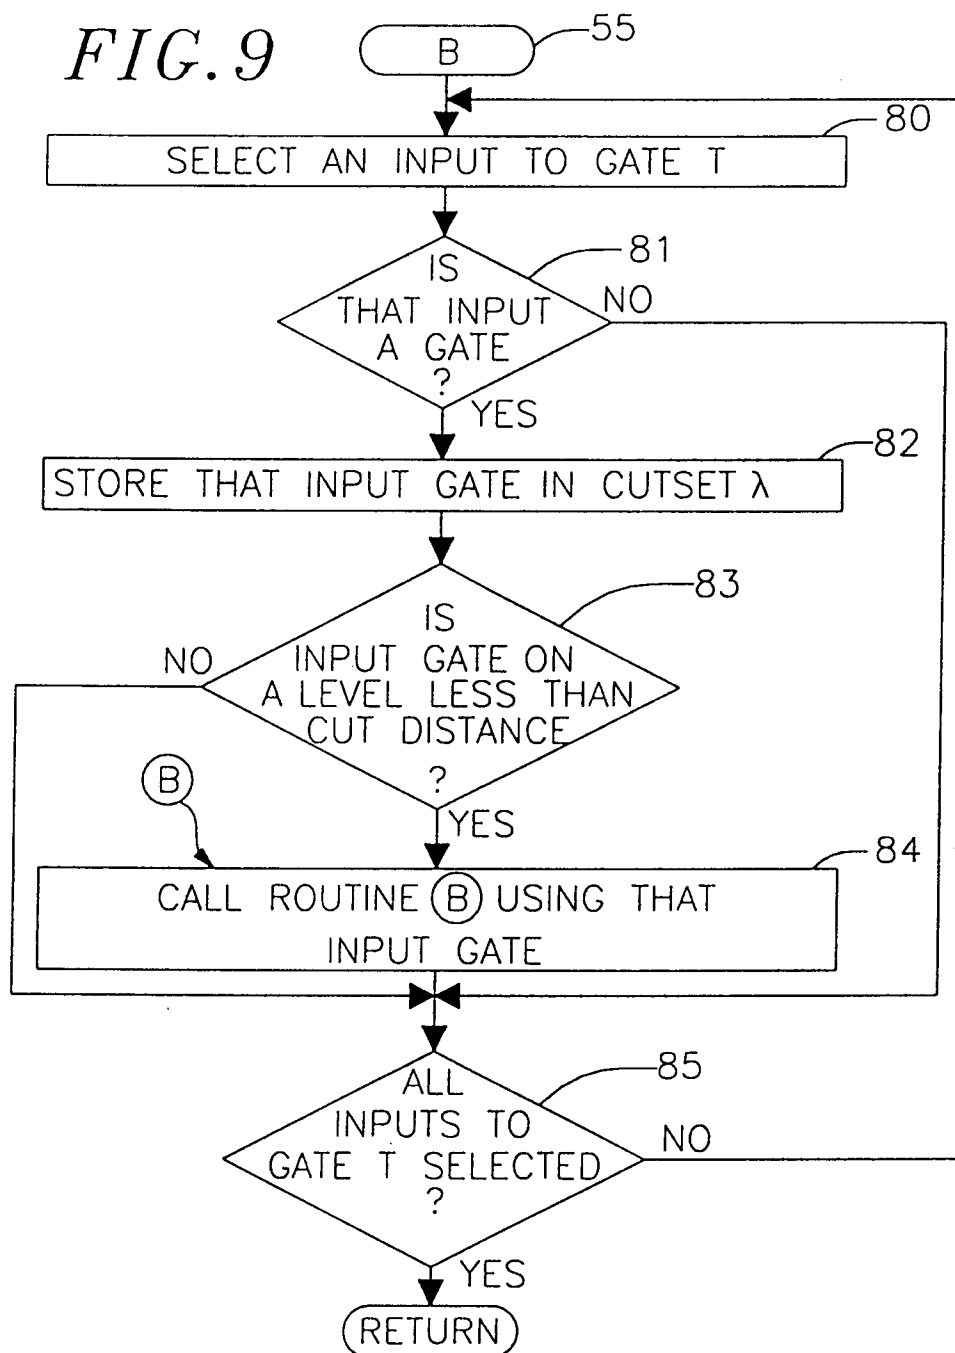 FIG. 9
B
55
80
SELECT AN INPUT TO GATE T
81
IS
THAT INPUT
A GATE
?
NO
YES
82
STORE THAT INPUT GATE IN CUTSET λ
83
IS
INPUT GATE ON
A LEVEL LESS THAN
CUT DISTANCE
?
NO
YES
B
84
CALL ROUTINE B USING THAT
INPUT GATE
85
ALL
INPUTS TO
GATE T SELECTED
?
NO
YES
RETURN